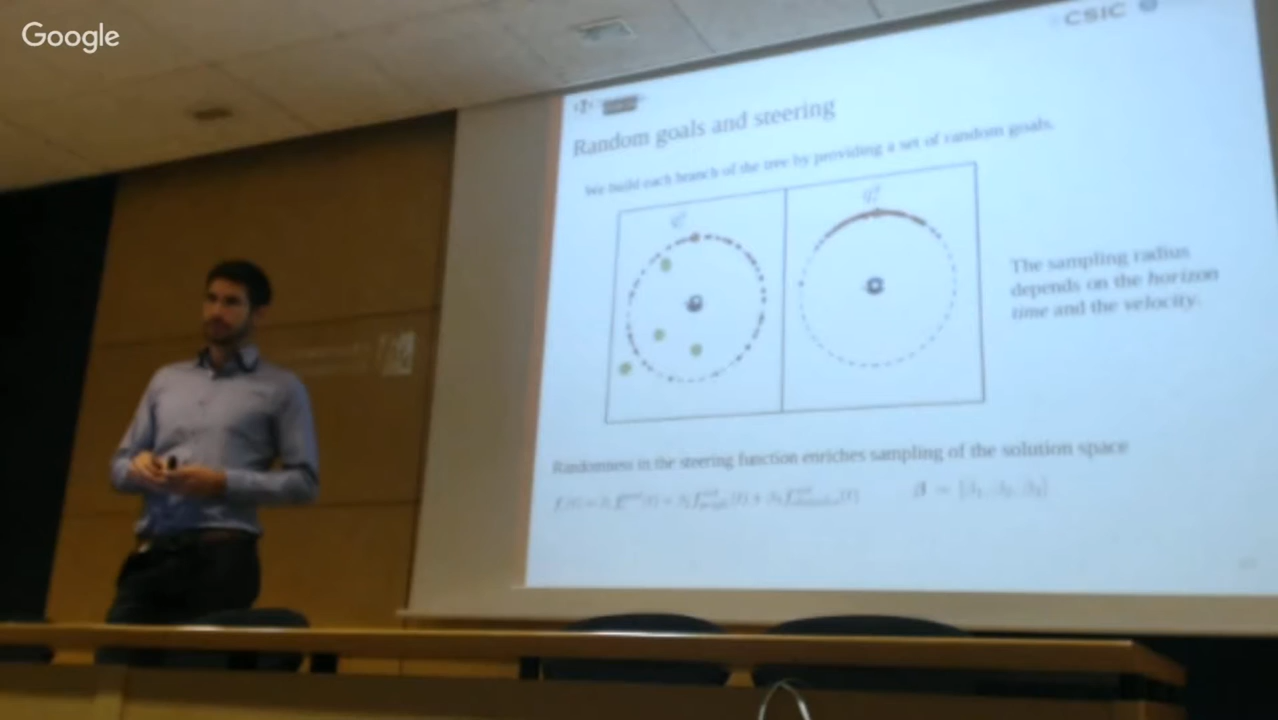 Google
CSIC
Random goals and steering
We build each branch of the tree by providing a set of random goals.
The sampling radius
depends on the horizon
time and the velocity.
Randomness in the steering function enriches sampling of the solution space